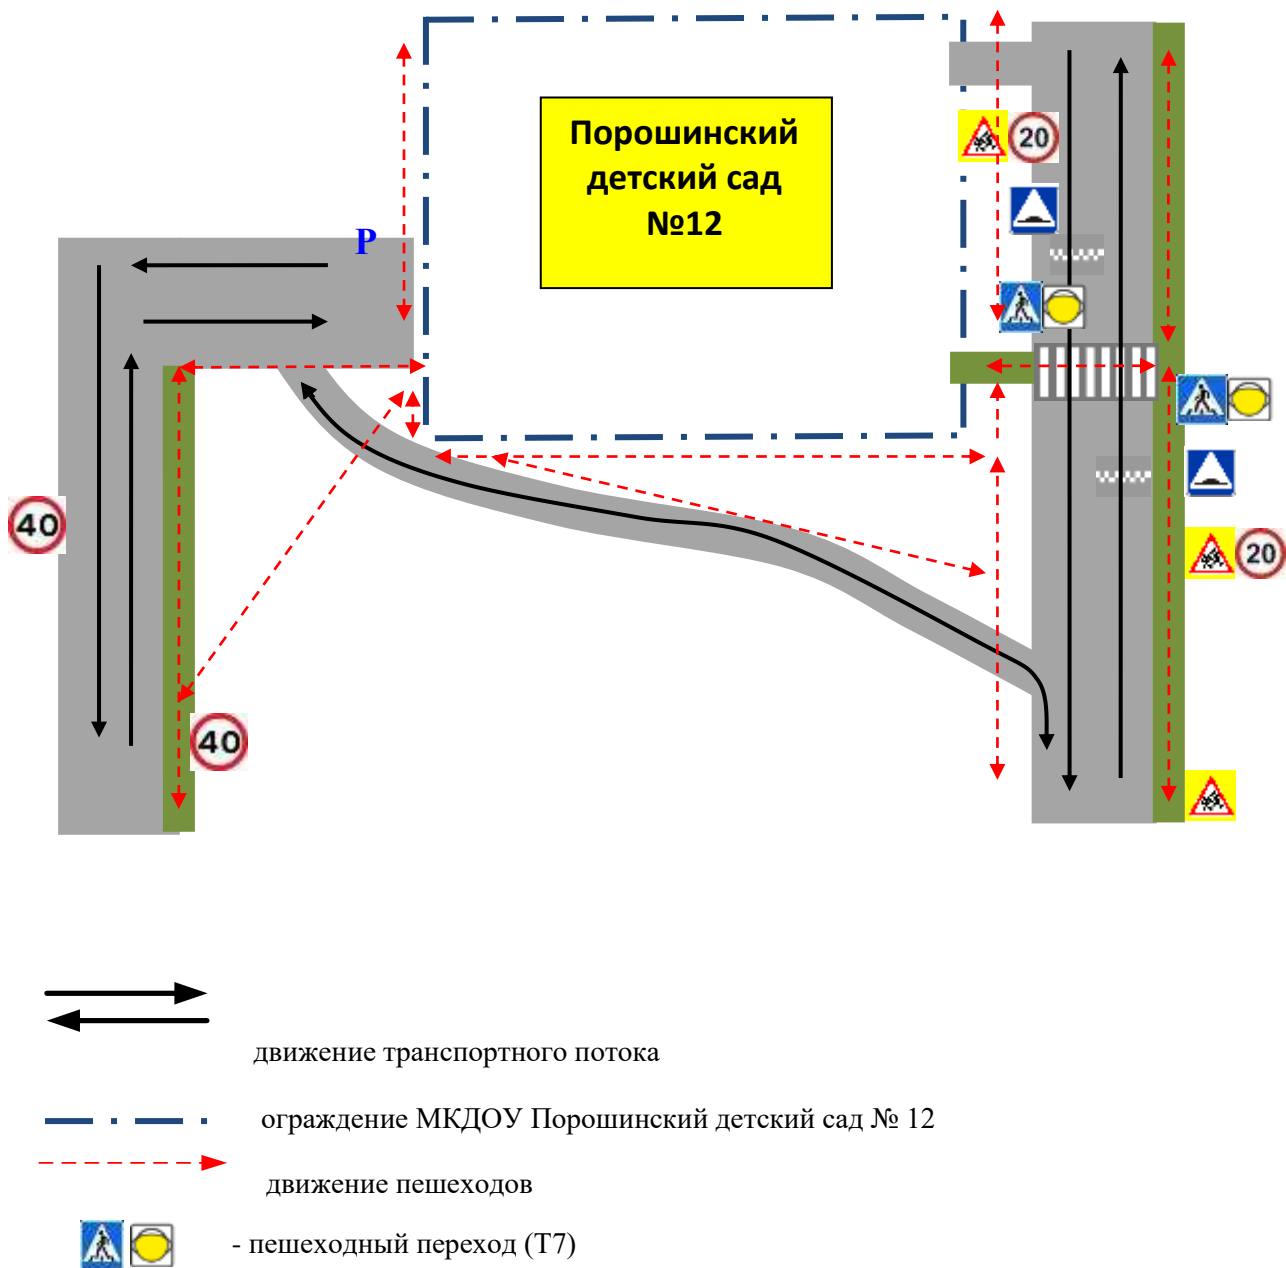 Порошинский
детский сад
№12
20
P
40
20
40
движение транспортного потока
ограждение МКДОУ Порошинский детский сад № 12
движение пешеходов
- пешеходный переход (Т7)